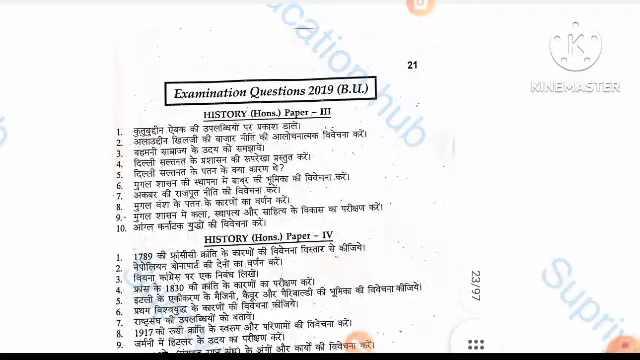 21
Examination Questions 2019 (B.U.)
HISTORY (Hons.) Paper – III
1. कुतुबुद्दीन ऐबक की उपलब्धियों पर प्रकाश डालें।
2. अलाउद्दीन खिलजी की बाजार नीति की आलोचनात्मक विवेचना करें।
3. बहमनी साम्राज्य के उदय को समझावें।
4. दिल्ली सल्तनत के प्रशासन की रूपरेखा प्रस्तुत करें।
5. दिल्ली सल्तनत के पतन के क्या कारण थे?
6. मुगल शासन की स्थापना में बाबर की भूमिका की विवेचना करें।
7. अकबर की राजपूत नीति की विवेचना करें।
8. मुगल वंश के पतन के कारणों का वर्णन करें।
9. मुगल शासन में कला, स्थापत्य और साहित्य के विकास का परीक्षण करें।
10. आंग्ल कर्नाटक युद्धों की विवेचना करें।
HISTORY (Hons.) Paper – IV
1. 1789 की फ्रांसीसी क्रांति के कारणों की विवेचना विस्तार से कीजिये।
2. नेपोलियन बोनापार्ट की देनों का वर्णन करें।
3. वियना कांग्रेस पर एक निबंध लिखें।
4. फ्रांस के 1830 की क्रांति के कारणों का परीक्षण करें।
5. इटली के एकीकरण के मैजिनी, कैवूर और गैरिबाल्डी की भूमिका की विवेचना कीजिये।
6. प्रथम विश्वयुद्ध के कारणों की विवेचना कीजिये।
7. राष्ट्रसंघ की उपलब्धियों को बतावें।
8. 1917 की रूसी क्रांति के स्वरूप और परिणामों की विवेचना करें।
9. जर्मनी में हिटलर के उदय का परीक्षण करें।
के अंगों और कार्यों की विवेचना करें।
23/97
KINEMASTER
ucation hub
Supri